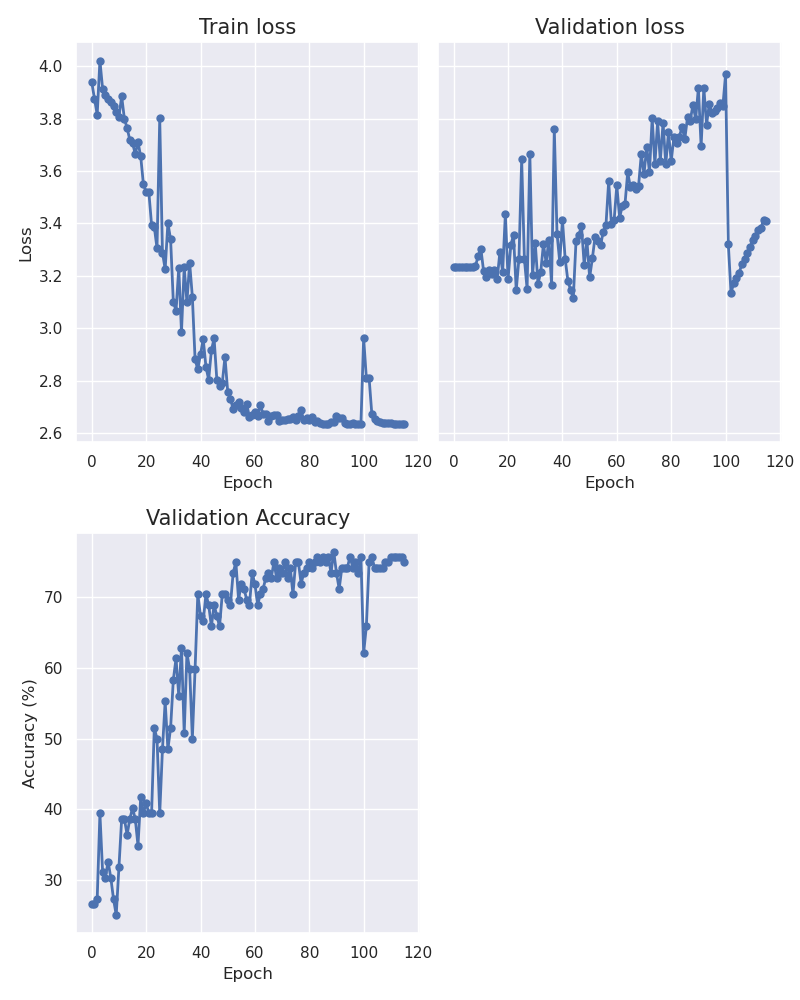 Train loss
Validation loss
Loss
4.0
3.8
3.6
3.4
3.2
3.0
2.8
2.6
0 20 40 60 80 100 120
0 20 40 60 80 100 120
Epoch
Epoch
Validation Accuracy
Accuracy (%)
70
60
50
40
30
0 20 40 60 80 100 120
Epoch